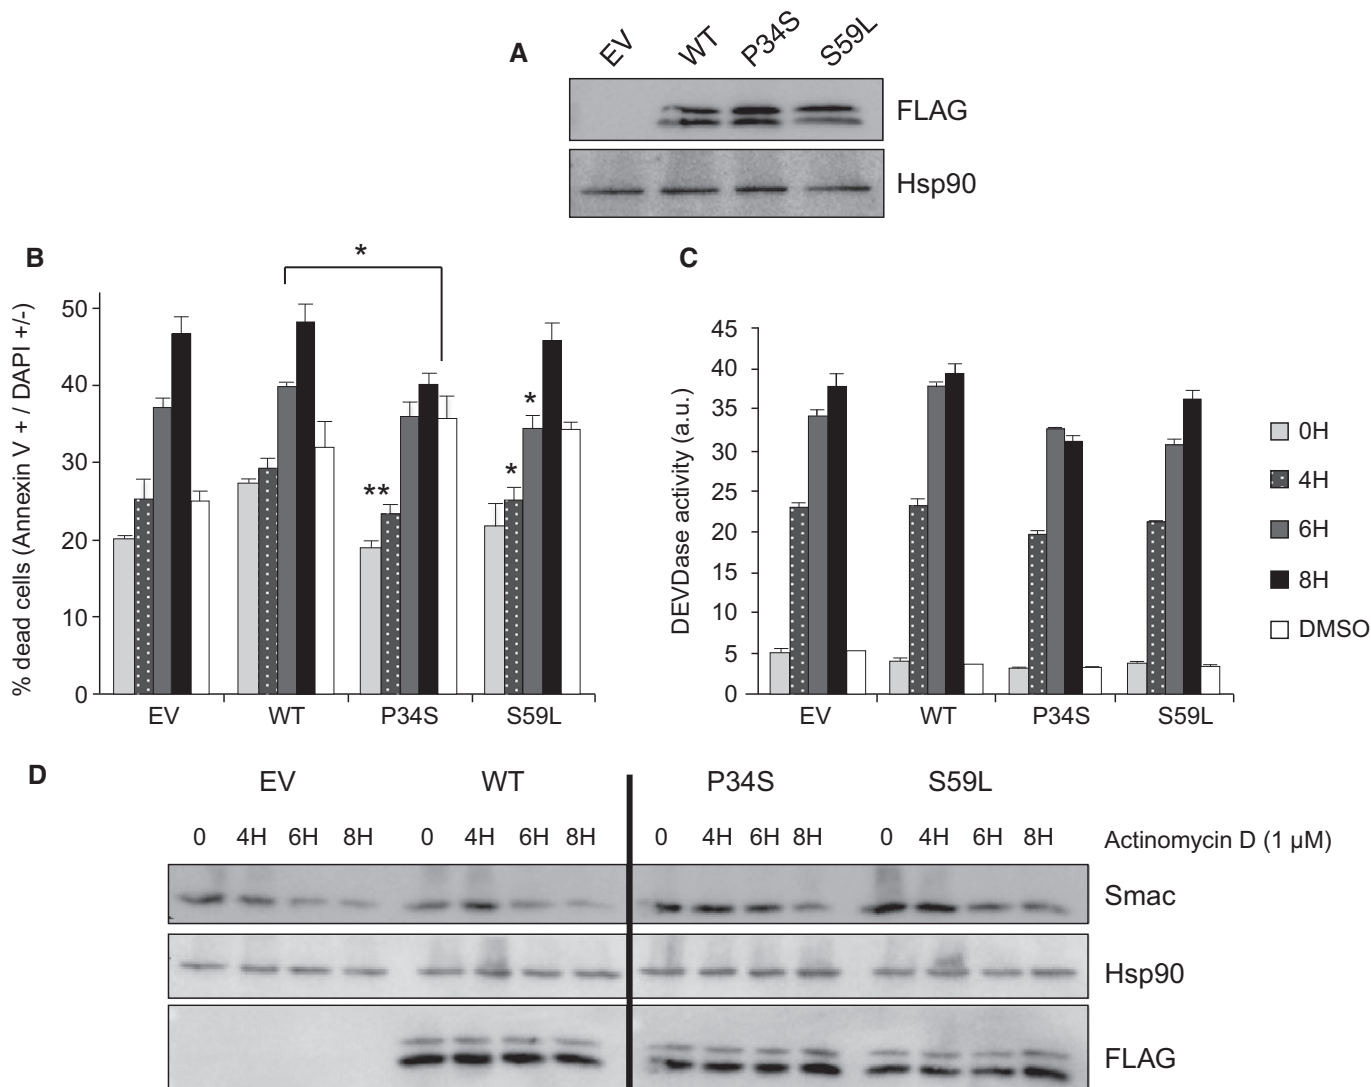 A
EV WT P34S S59L
FLAG
Hsp90
B
*
% dead cells (Annexin V + / DAPI +/-)
50
40
30
20
10
0
**
*
*
EV WT P34S S59L
C
DEVDase activity (a.u.)
45
40
35
30
25
20
15
10
5
0
EV WT P34S S59L
0H
4H
6H
8H
DMSO
D
EV WT P34S S59L
0 4H 6H 8H 0 4H 6H 8H 0 4H 6H 8H 0 4H 6H 8H Actinomycin D (1 µM)
Smac
Hsp90
FLAG